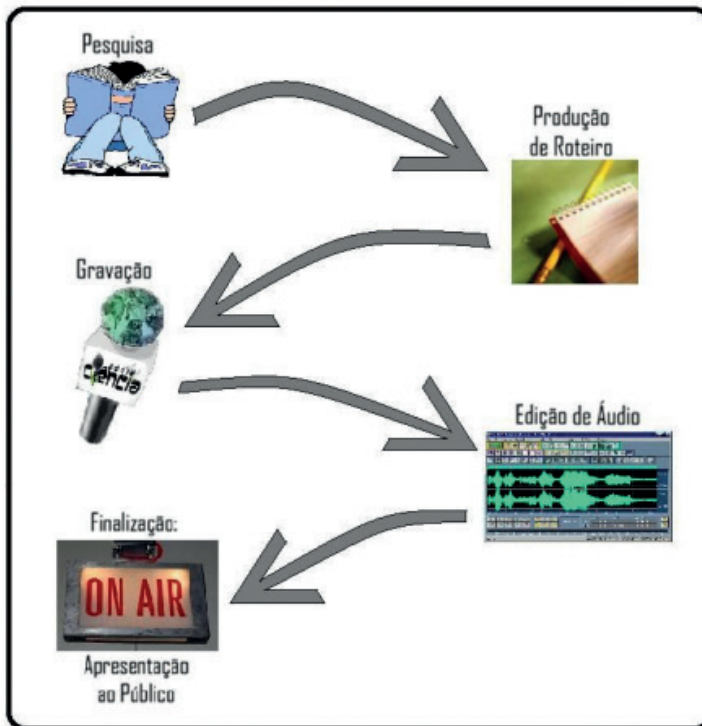 Pesquisa
Produção
de Roteiro
Gravação
ciência
Edição de Áudio
Finalização:
ON AIR
Apresentação
ao Público